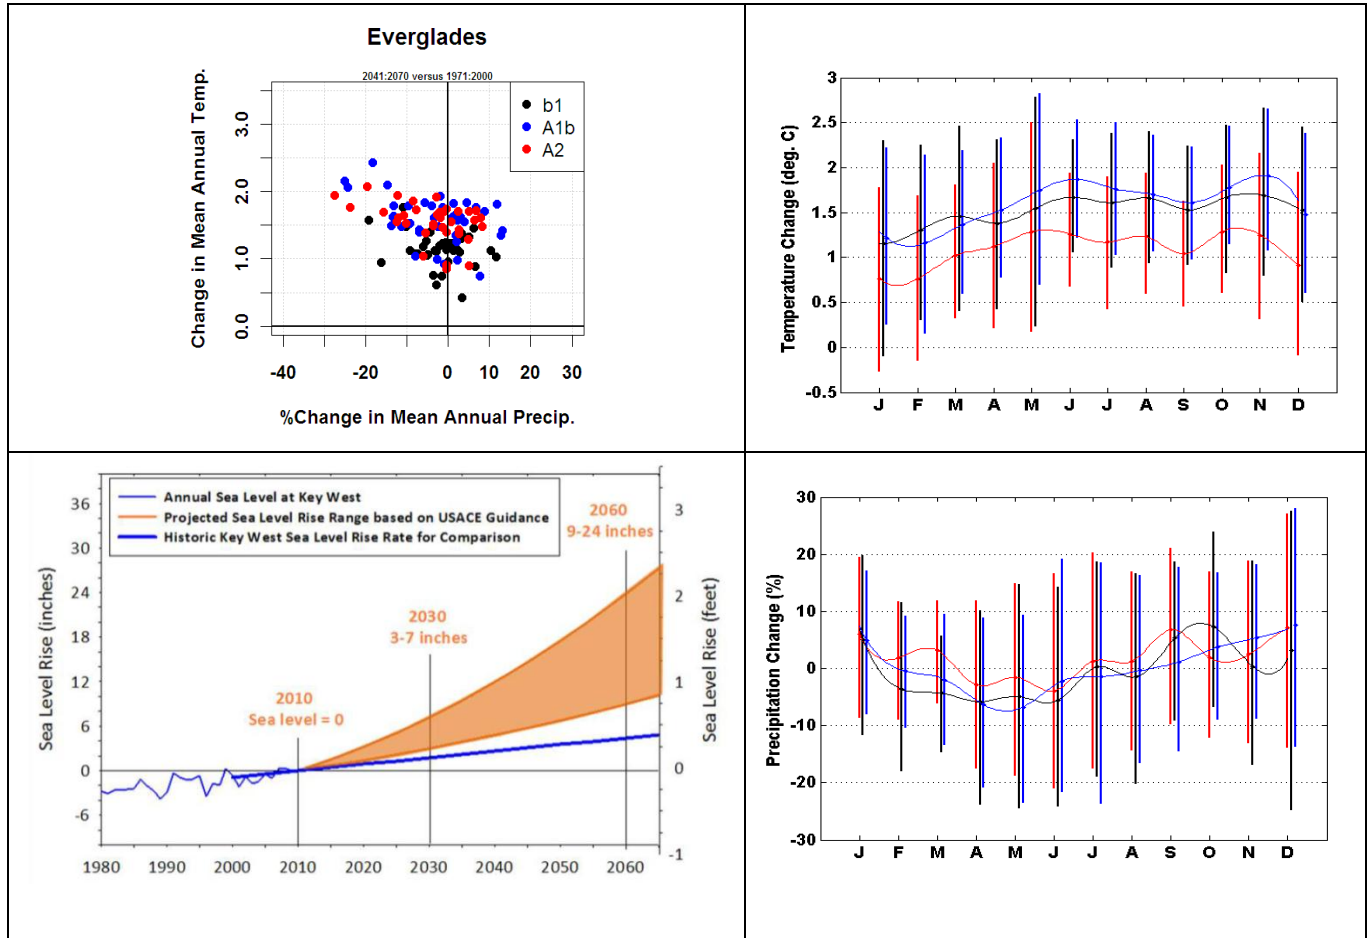 Everglades
2041:2070 versus 1971:2000
b1
A1b
A2
Change in Mean Annual Temp.
3.0
2.0
1.0
0.0
-40
-20
0
10
20
30
%Change in Mean Annual Precip.
3
2.5
2
1.5
1
0.5
0
-0.5
Temperature Change (deg. C)
J F M A M J J A S O N D
Annual Sea Level at Key West
Projected Sea Level Rise Range based on USACE Guidance
Historic Key West Sea Level Rise Rate for Comparison
2060
9-24 inches
2030
3-7 inches
2010
Sea level = 0
Sea Level Rise (inches)
36
30
24
18
12
6
0
-6
Sea Level Rise (feet)
3
2
1
0
-1
1980 1990 2000 2010 2020 2030 2040 2050 2060
30
20
10
0
-10
-20
-30
Precipitation Change (%)
J F M A M J J A S O N D